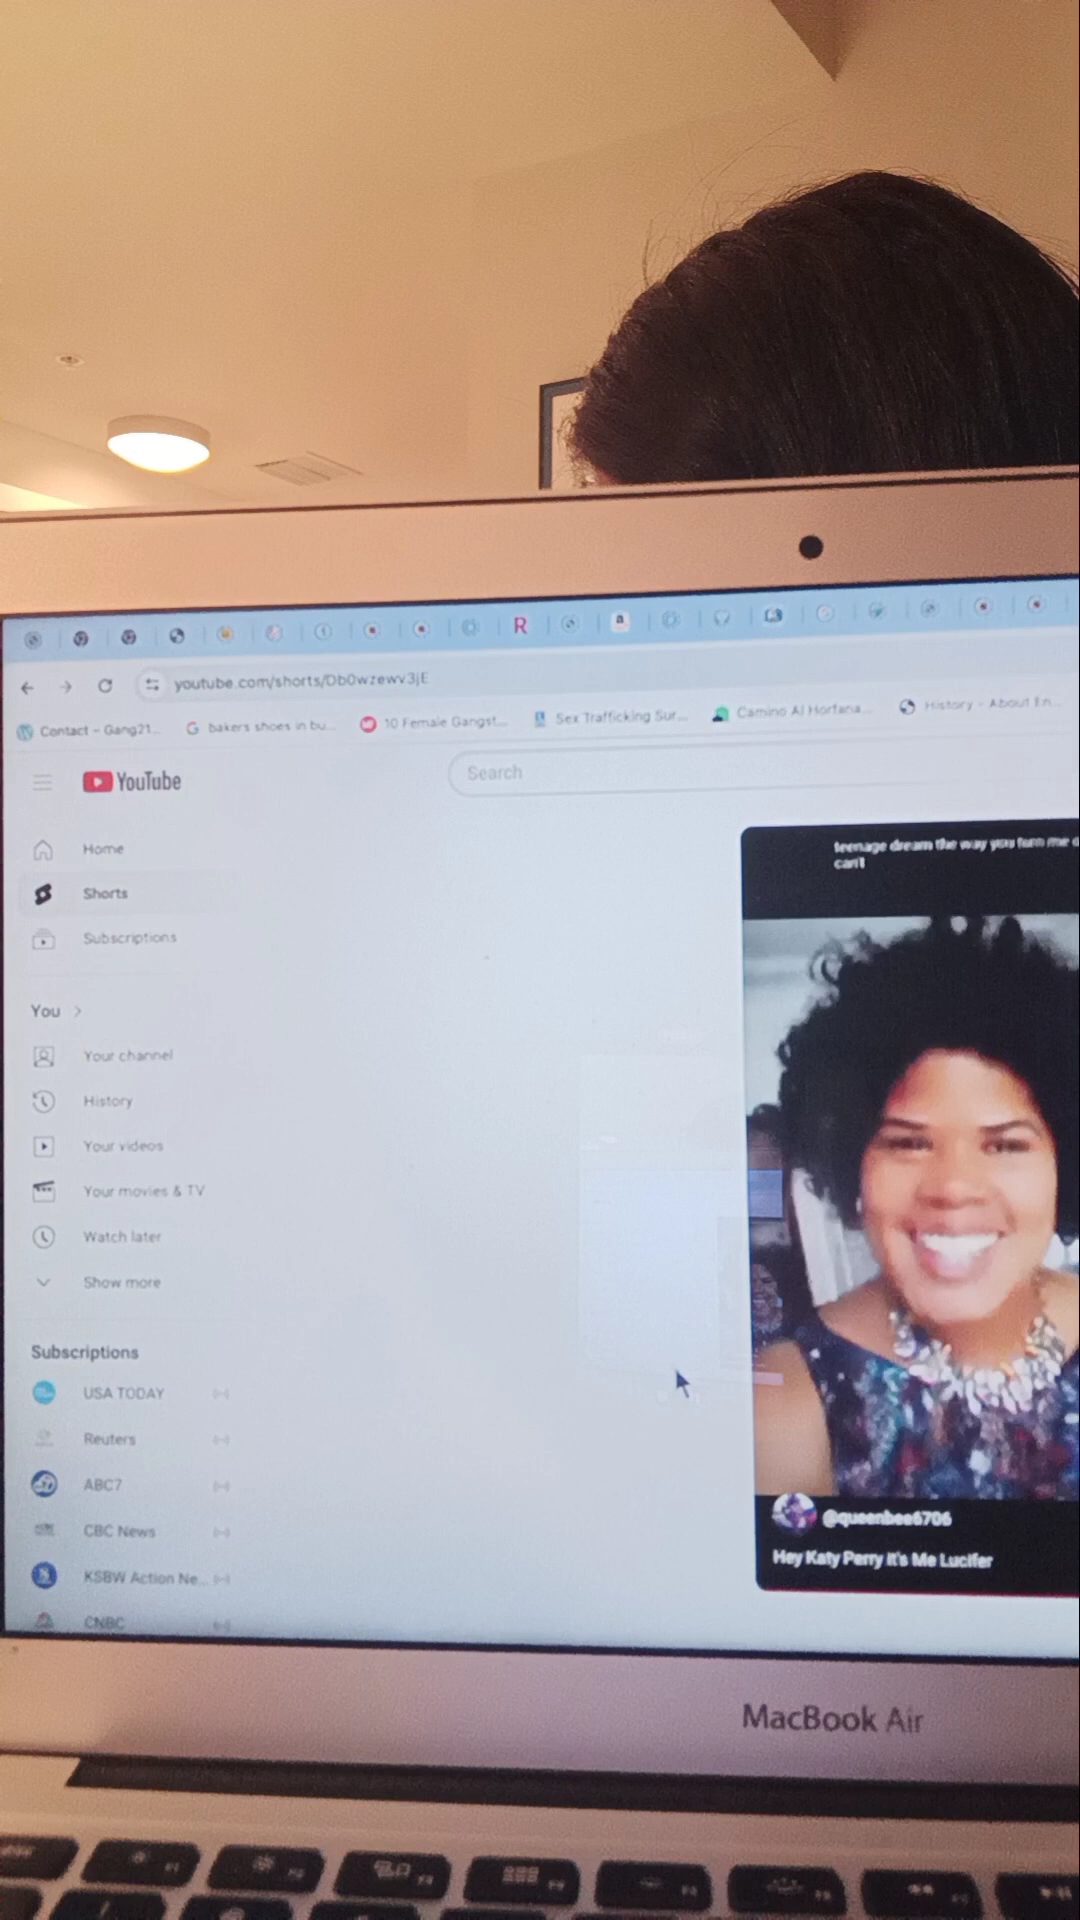 R
a
youtube.com/shorts/Db0wzewv3jE
Contact – Gang21...
G bakers shoes in bu...
10 Female Gangst...
Sex Trafficking Sur...
Camino Al Horfana...
History - About En...
YouTube
Search
Home
Shorts
Subscriptions
You >
Your channel
History
Your videos
Your movies & TV
Watch later
Show more
Subscriptions
USA TODAY
Reuters
ABC7
CBC News
KSBW Action Ne...
CNBC
teenage dream the way you turn me
can't
@queenbee6706
Hey Katy Perry It's Me Lucifer
MacBook Air